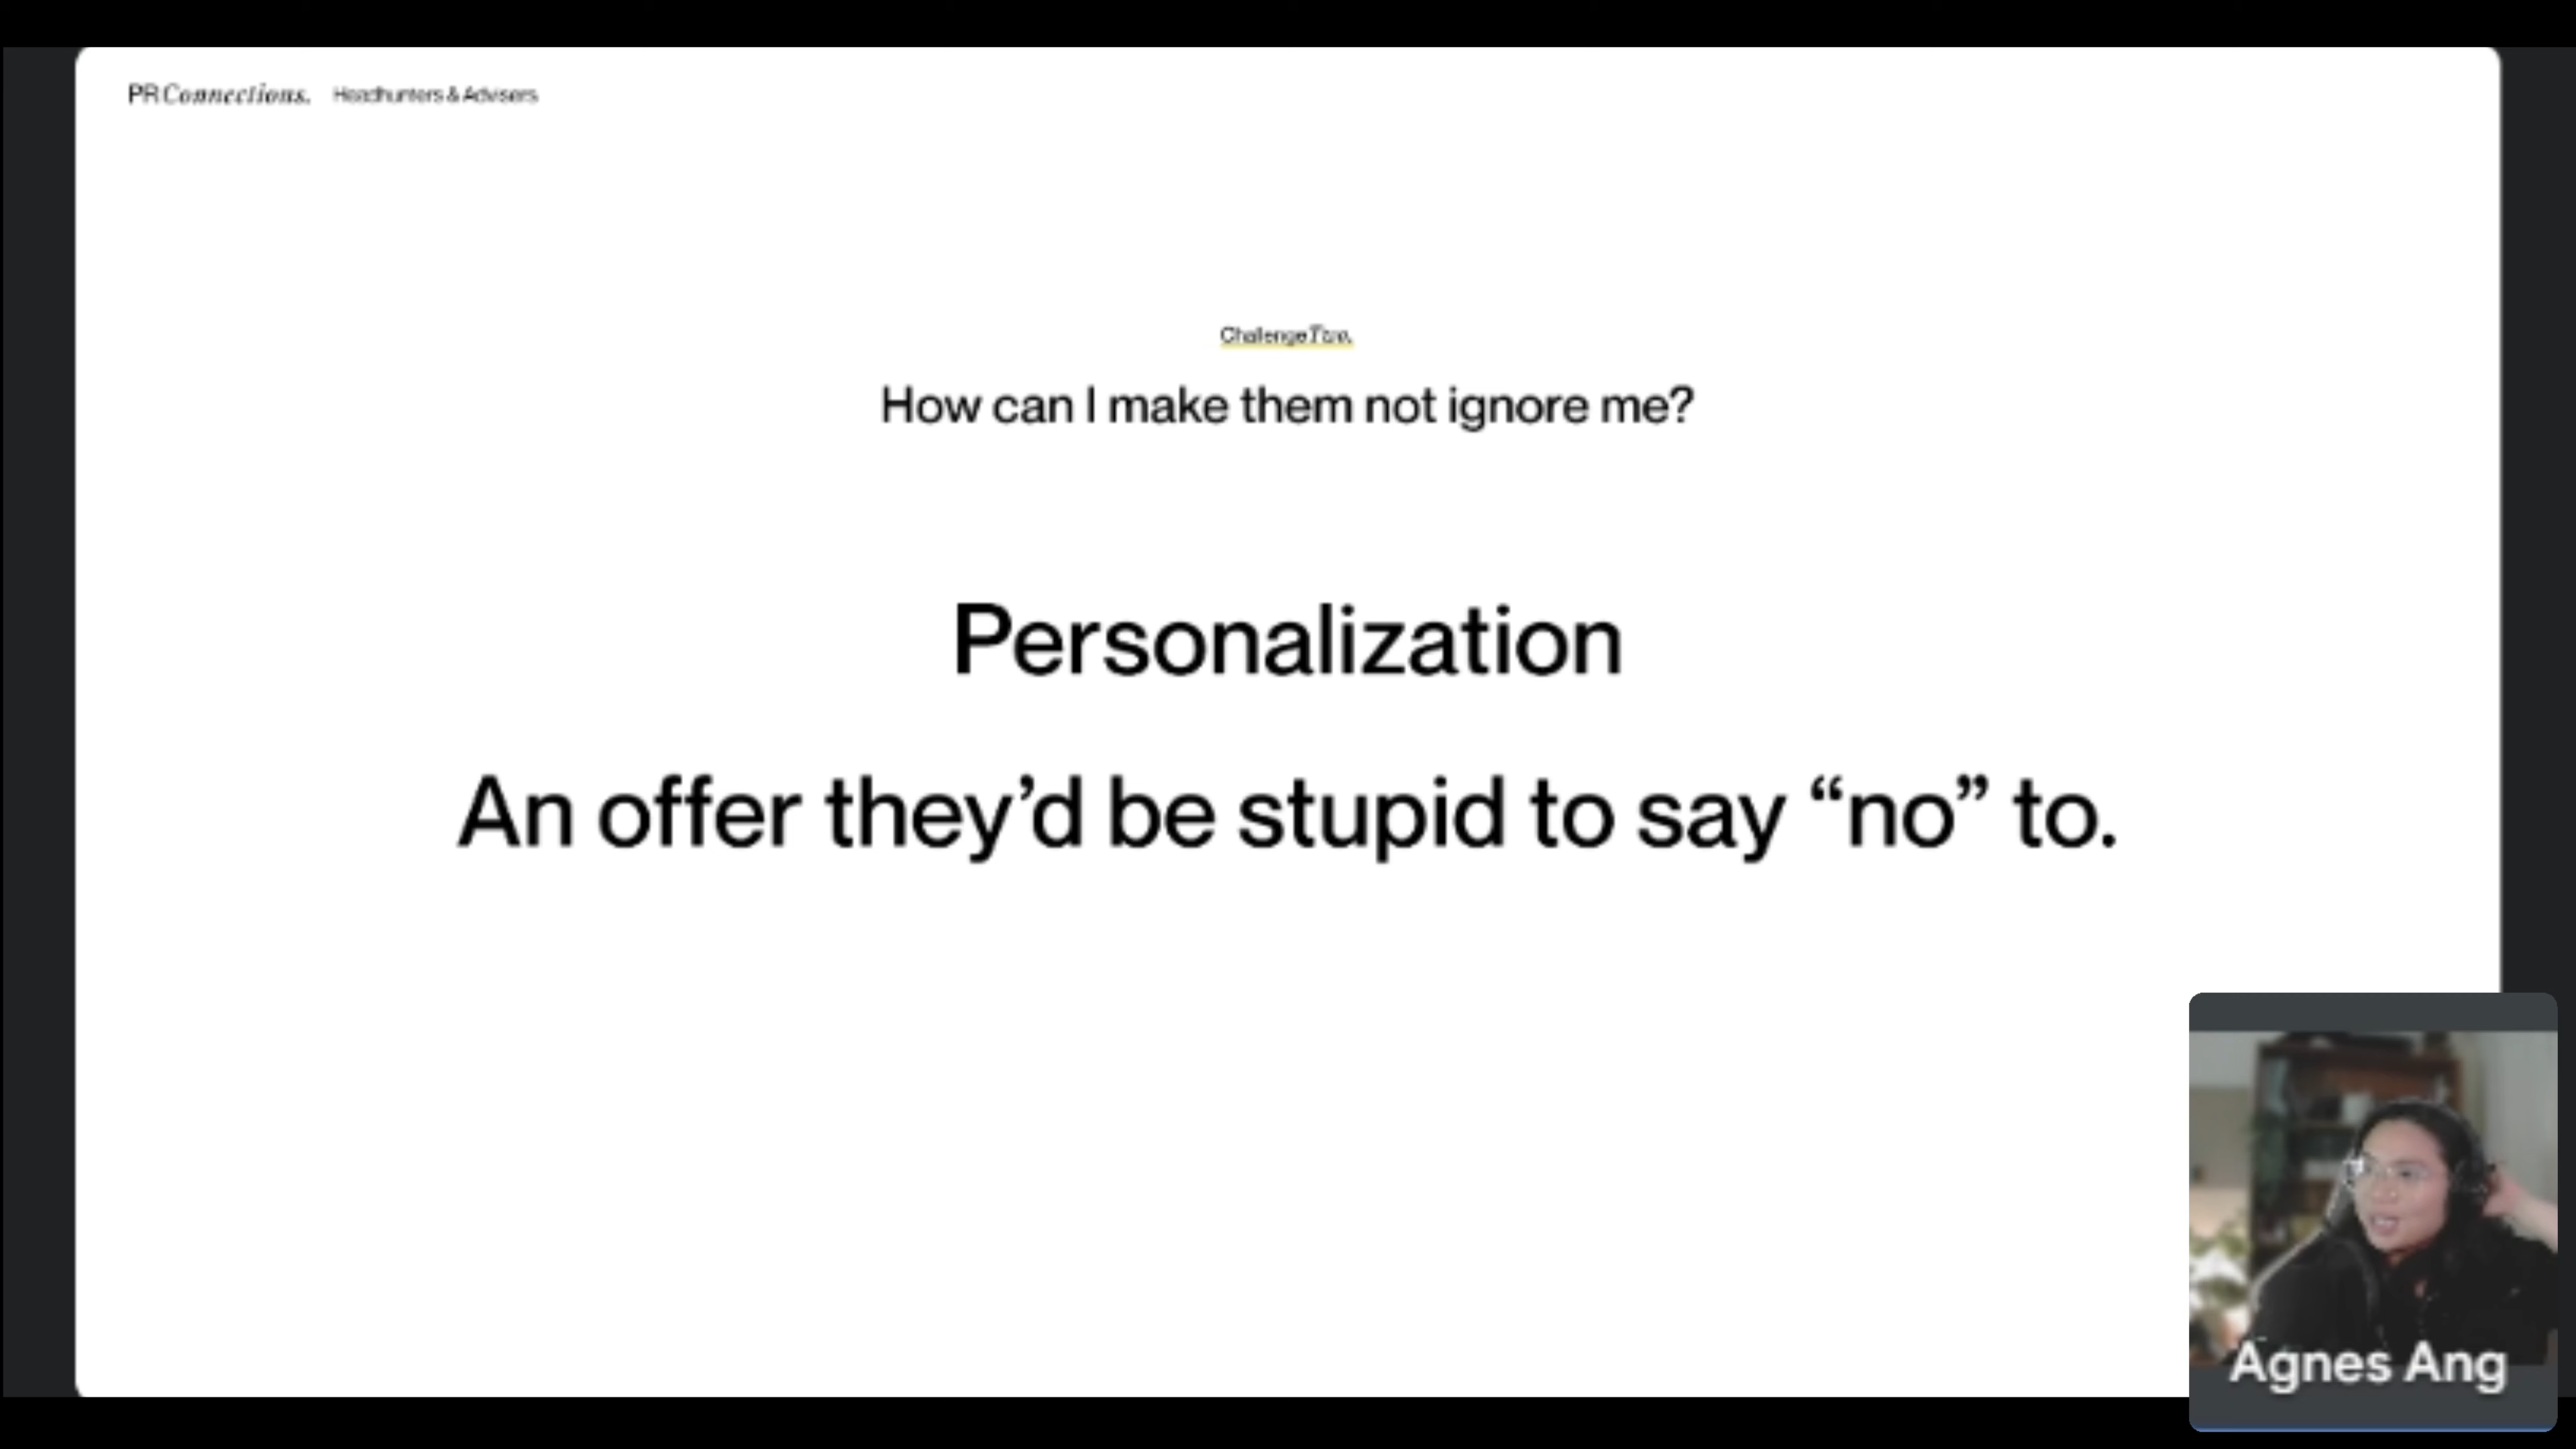 PR Connections. Headhunters & Advisers
Challenge Two.
How can I make them not ignore me?
Personalization
An offer they’d be stupid to say “no” to.
Agnes Ang